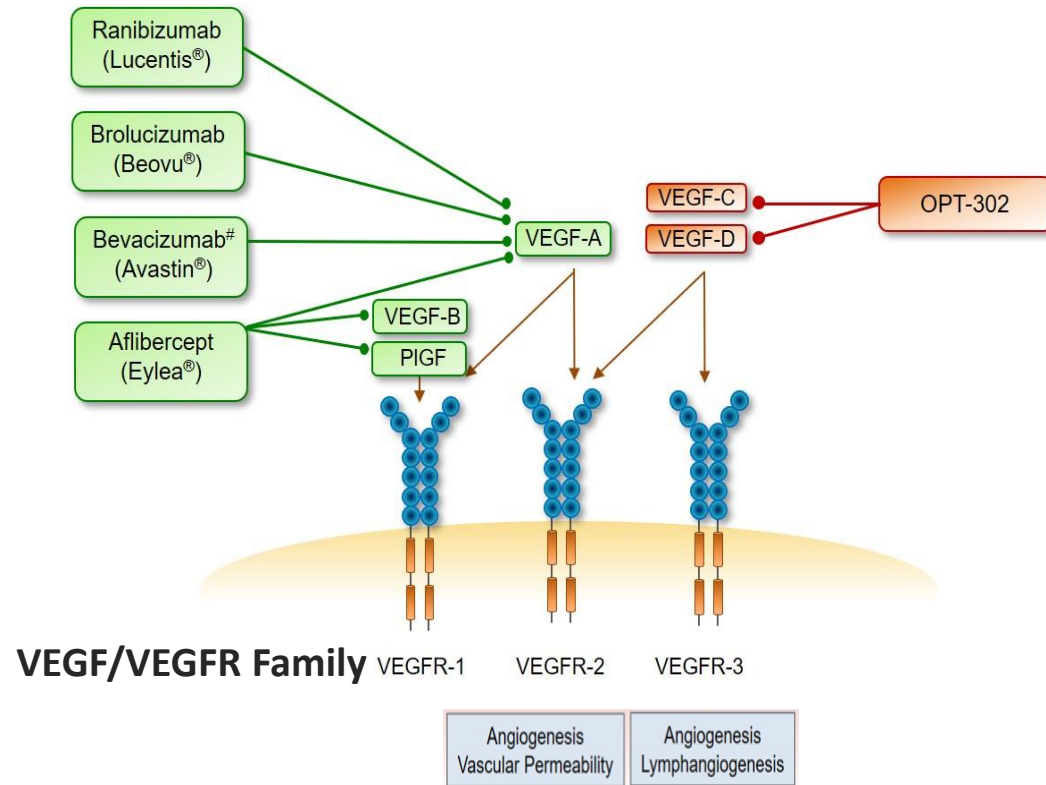 Ranibizumab
(Lucentis®)
Brolucizumab
(Beovu®)
Bevacizumab#
(Avastin®)
Aflibercept
(Eylea®)
VEGF-A
VEGF-B
PlGF
VEGF-C
VEGF-D
OPT-302
VEGF/VEGFR Family
VEGFR-1
VEGFR-2
VEGFR-3
Angiogenesis
Vascular Permeability
Angiogenesis
Lymphangiogenesis